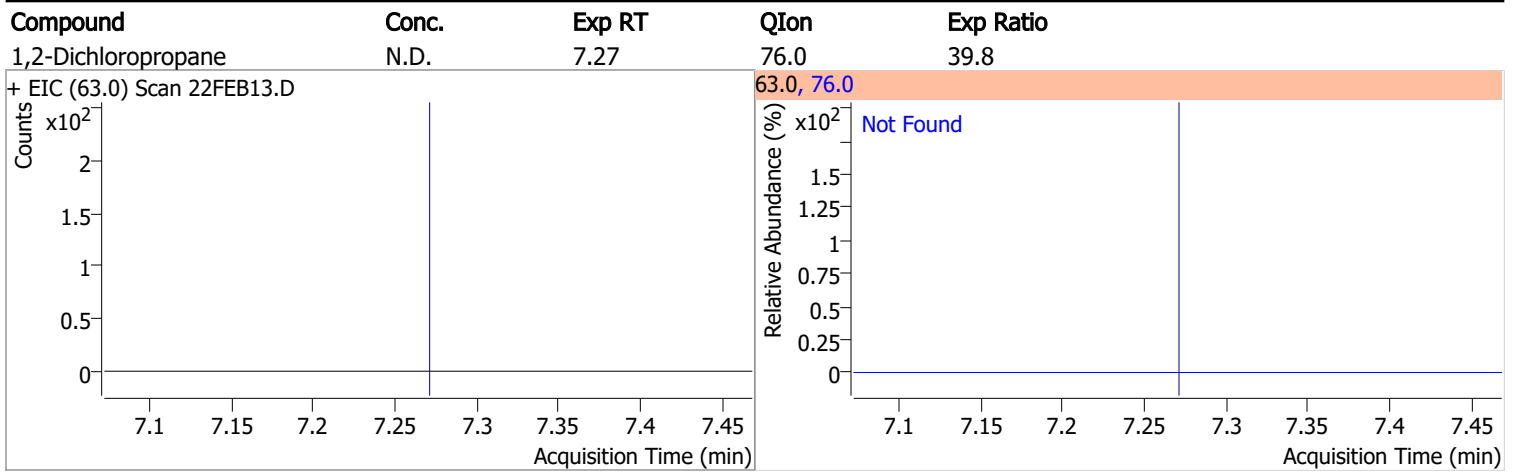 Compound Conc. Exp RT QIon Exp Ratio
1,2-Dichloropropane N.D. 7.27 76.0 39.8
+ EIC (63.0) Scan 22FEB13.D
Counts
x10²
2
1.5
1
0.5
0
7.1 7.15 7.2 7.25 7.3 7.35 7.4 7.45
Acquisition Time (min)
63.0, 76.0
Relative Abundance (%)
x10²
Not Found
1.5
1.25
1
0.75
0.5
0.25
0
7.1 7.15 7.2 7.25 7.3 7.35 7.4 7.45
Acquisition Time (min)